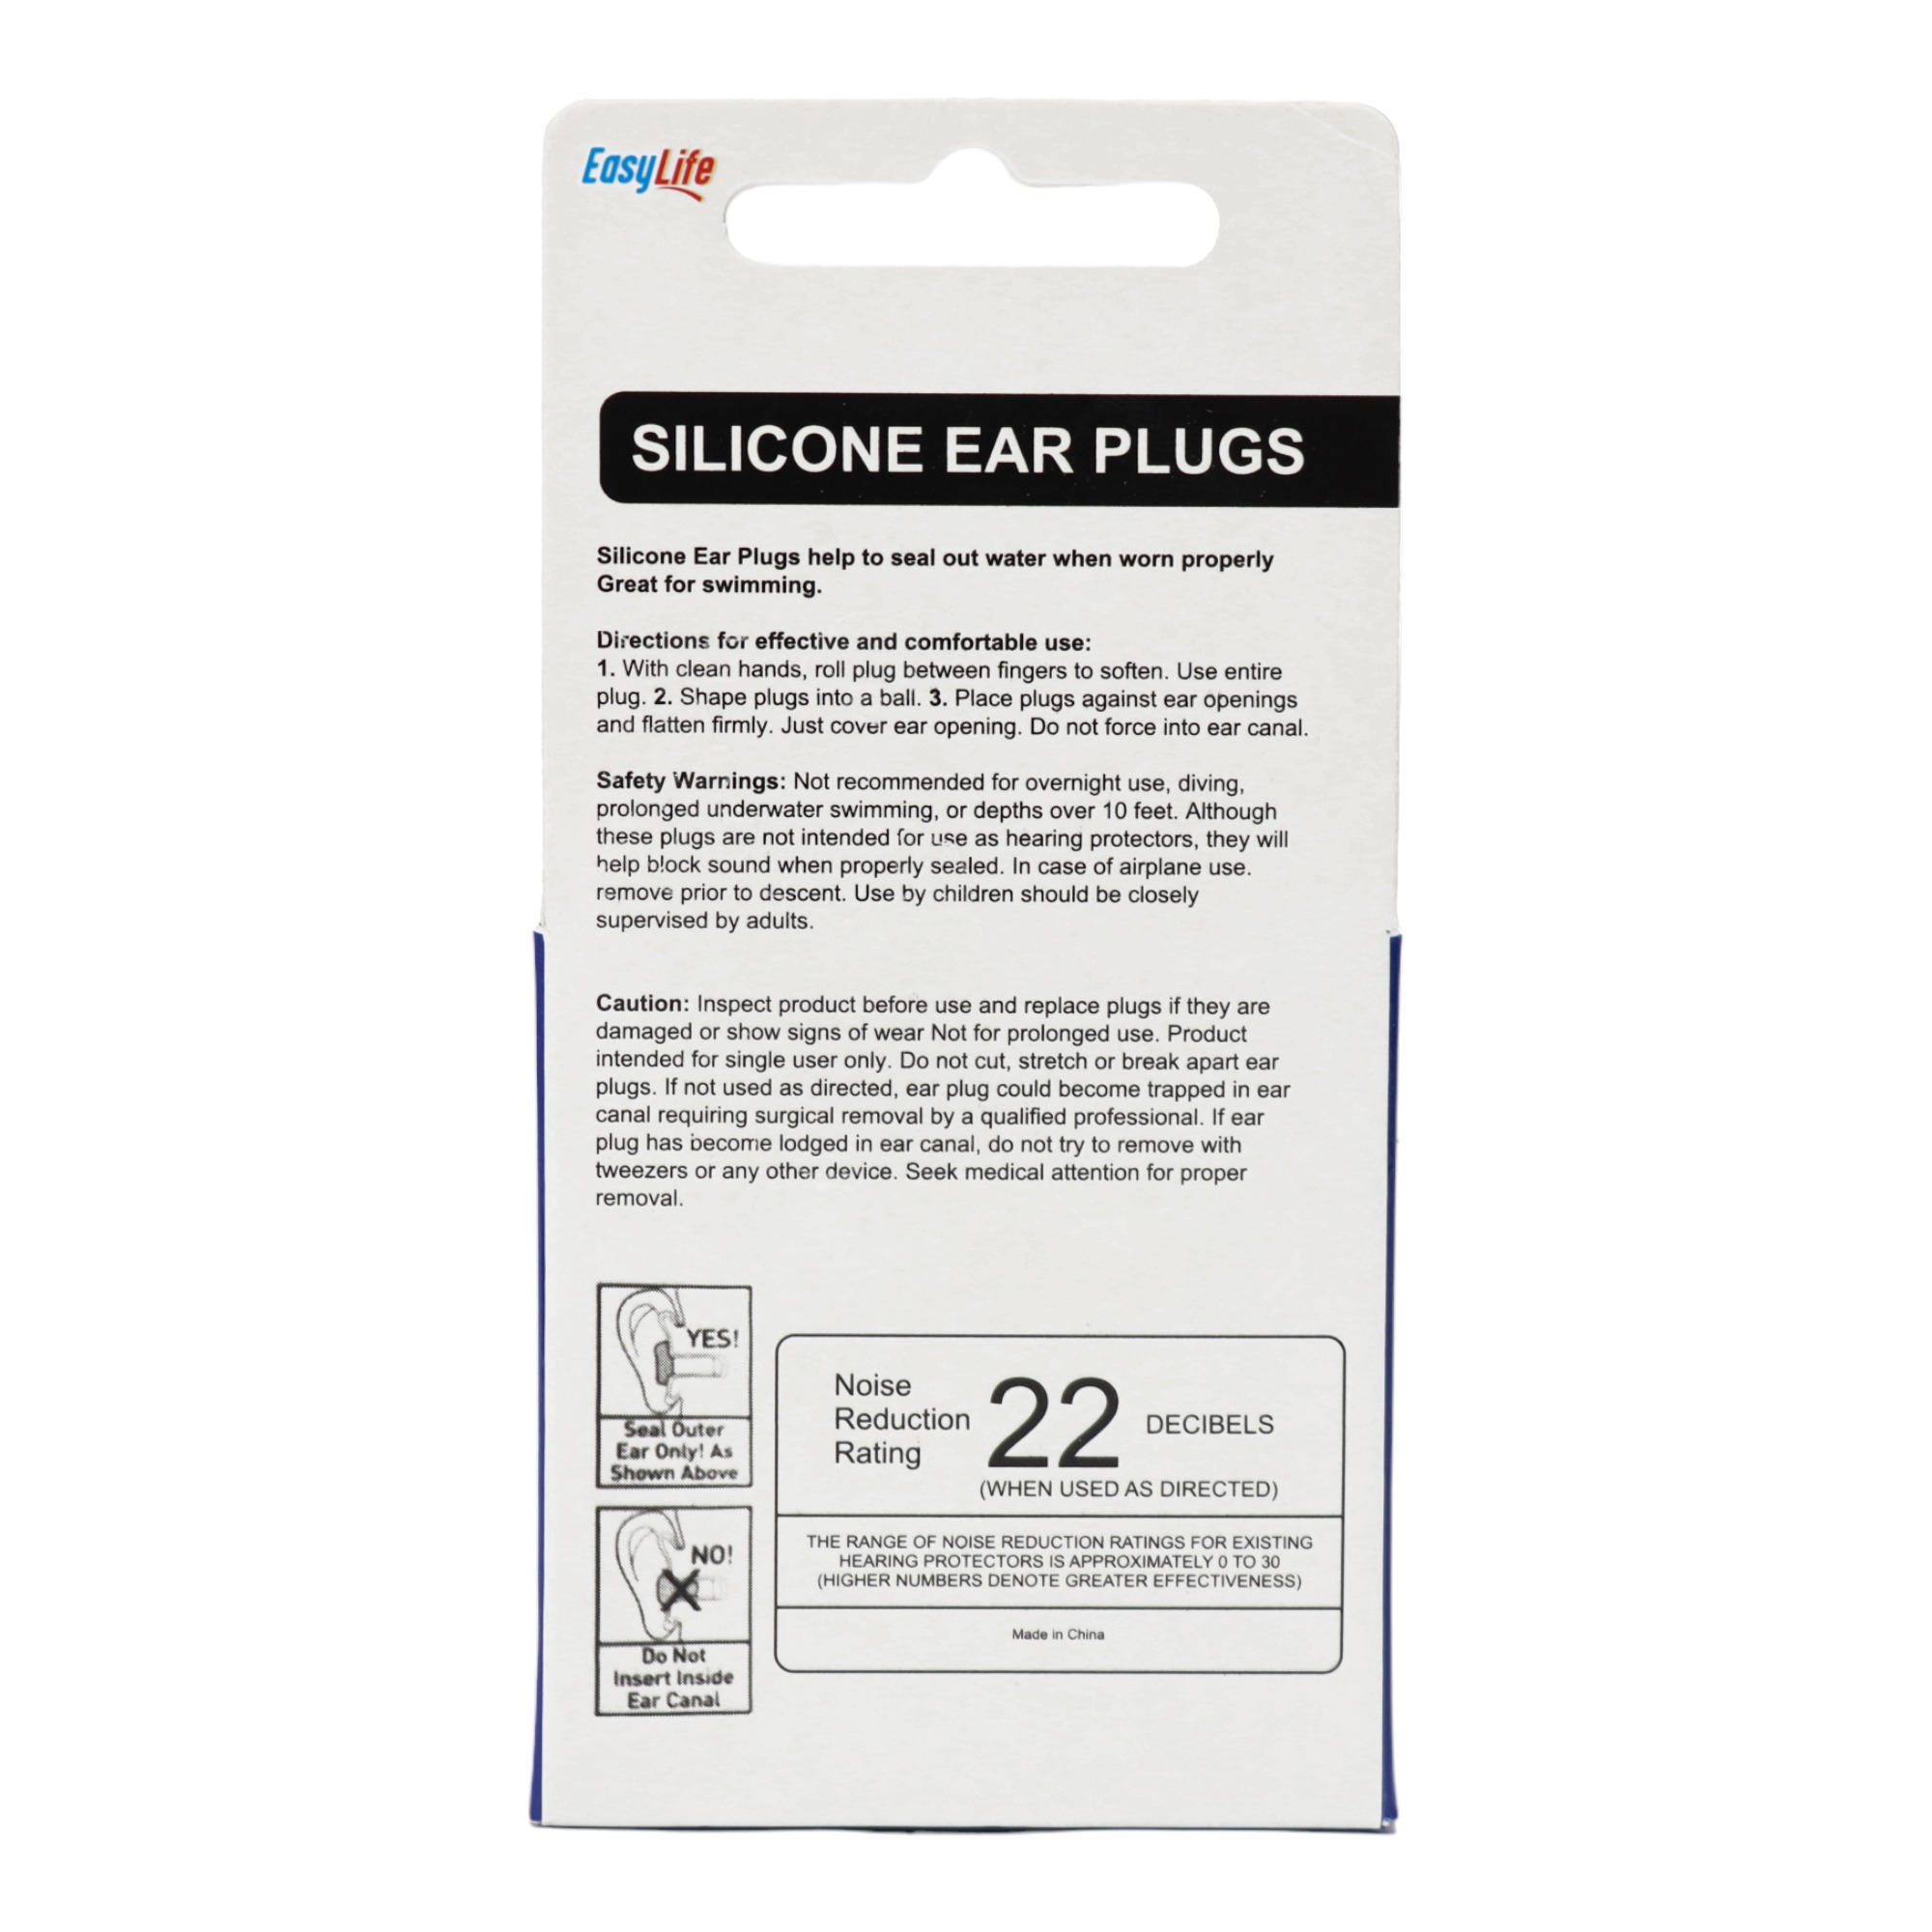 EasyLife
SILICONE EAR PLUGS
Silicone Ear Plugs help to seal out water when worn properly
Great for swimming.
Directions for effective and comfortable use:
1. With clean hands, roll plug between fingers to soften. Use entire
plug. 2. Shape plugs into a ball. 3. Place plugs against ear openings
and flatten firmly. Just cover ear opening. Do not force into ear canal.
Safety Warnings: Not recommended for overnight use, diving,
prolonged underwater swimming, or depths over 10 feet. Although
these plugs are not intended for use as hearing protectors, they will
help block sound when properly sealed. In case of airplane use.
remove prior to descent. Use by children should be closely
supervised by adults.
Caution: Inspect product before use and replace plugs if they are
damaged or show signs of wear Not for prolonged use. Product
intended for single user only. Do not cut, stretch or break apart ear
plugs. If not used as directed, ear plug could become trapped in ear
canal requiring surgical removal by a qualified professional. If ear
plug has become lodged in ear canal, do not try to remove with
tweezers or any other device. Seek medical attention for proper
removal.
YES!
Seal Outer
Ear Only! As
Shown Above
NO!
Do Not
Insert Inside
Ear Canal
Noise
Reduction
Rating
22 DECIBELS
(WHEN USED AS DIRECTED)
THE RANGE OF NOISE REDUCTION RATINGS FOR EXISTING
HEARING PROTECTORS IS APPROXIMATELY 0 TO 30
(HIGHER NUMBERS DENOTE GREATER EFFECTIVENESS)
Made in China